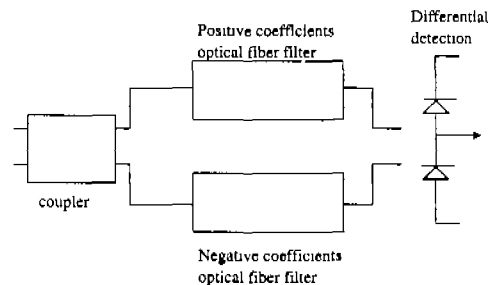 Positive coefficients
optical fiber filter
Differential
detection
coupler
Negative coefficients
optical fiber filter